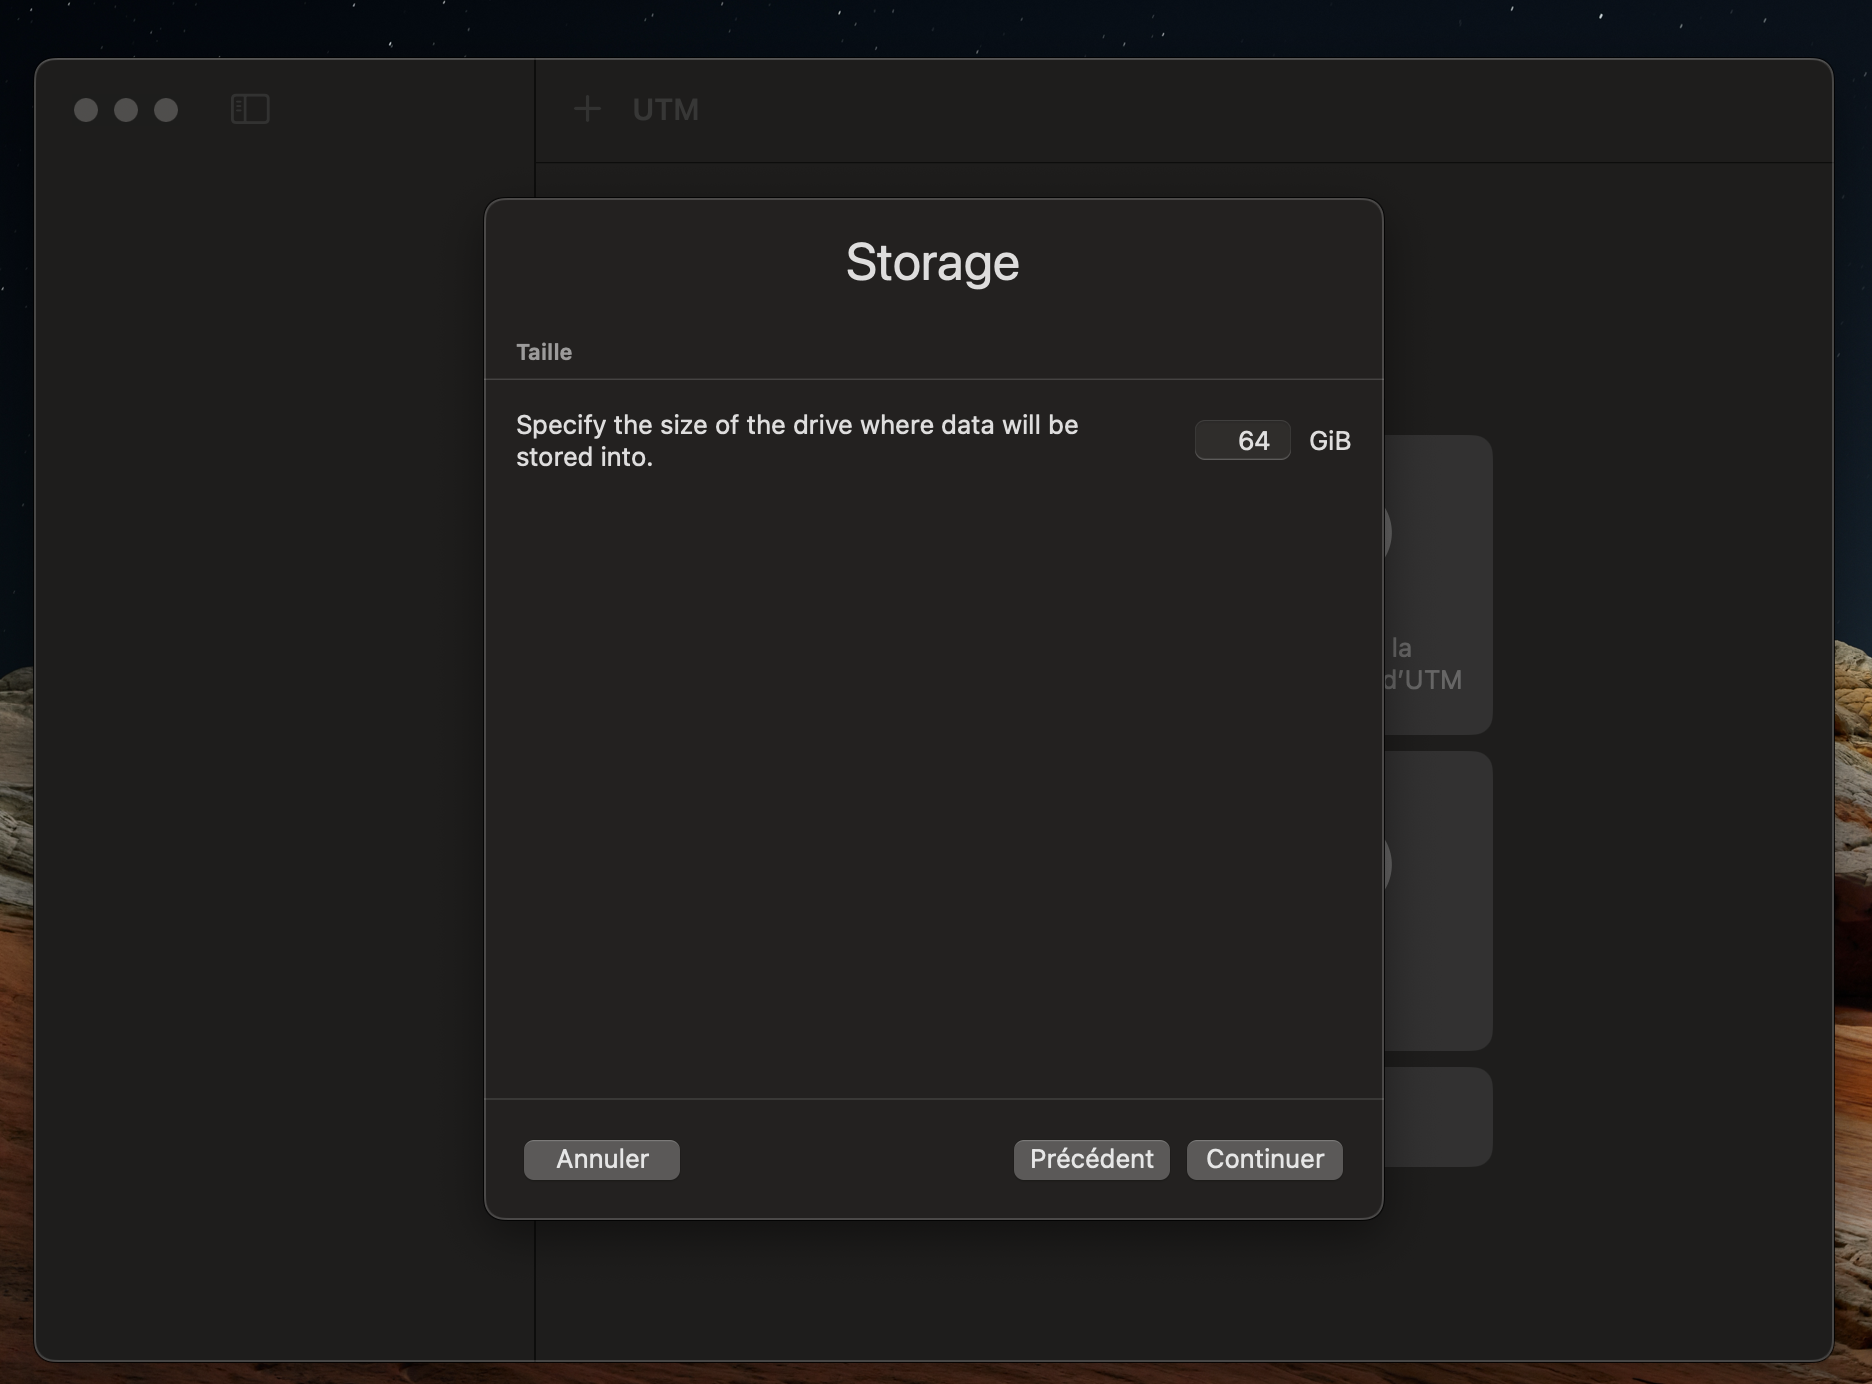 UTM
Storage
Taille
Specify the size of the drive where data will be
stored into.
64 GiB
la
d’UTM
Annuler
Précédent
Continuer